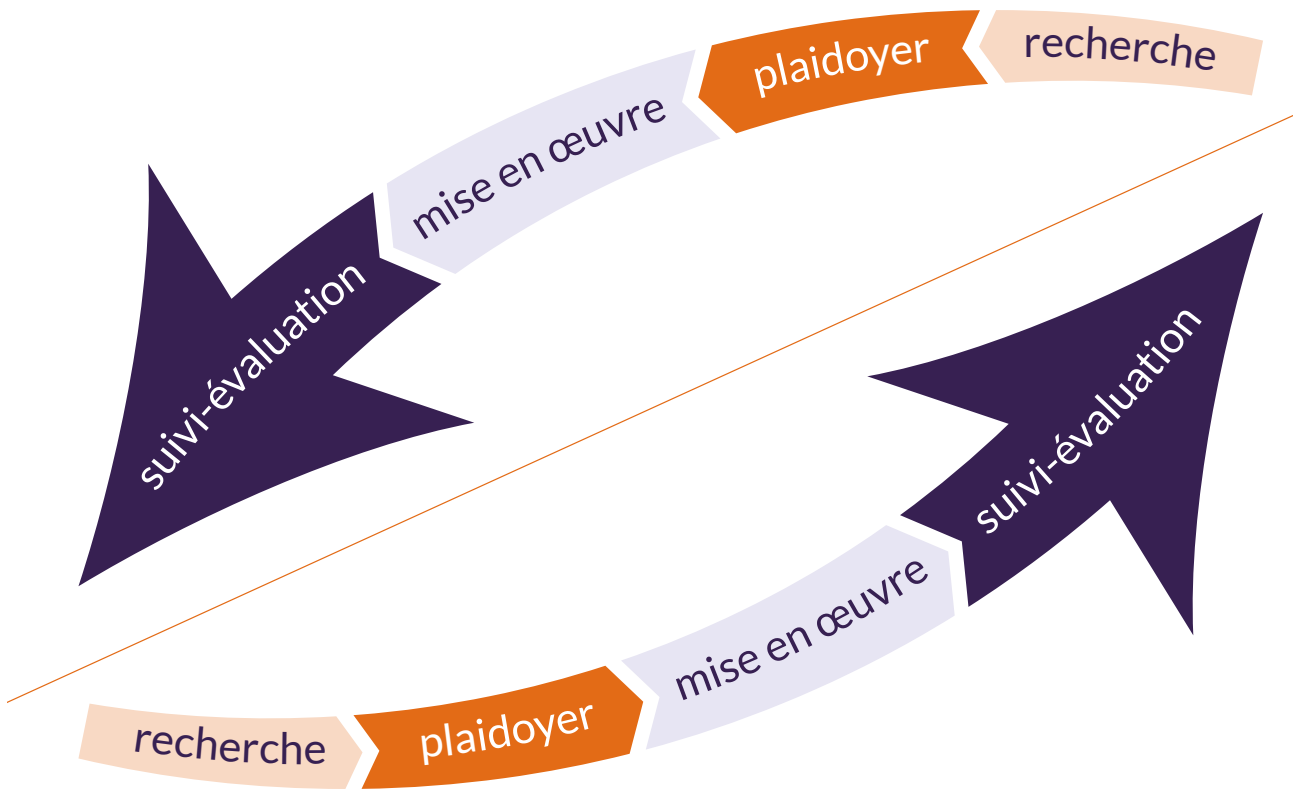 recherche
plaidoyer
mise en œuvre
suivi-évaluation
recherche
plaidoyer
mise en œuvre
suivi-évaluation